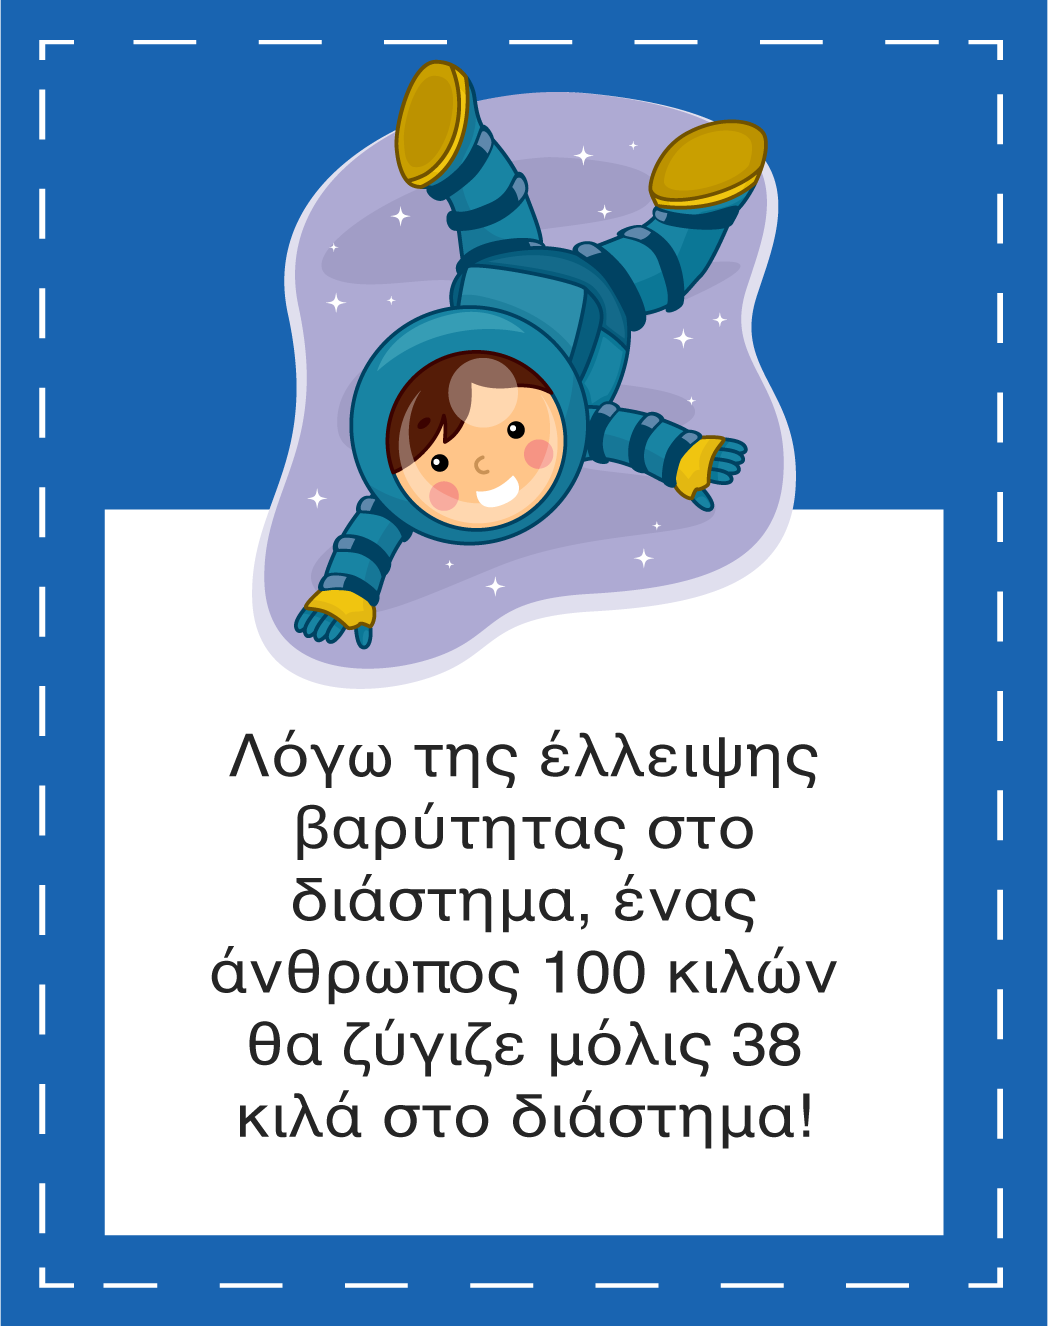 Λόγω της έλλειψης
βαρύτητας στο
διάστημα, ένας
άνθρωπος 100 κιλών
θα ζύγιζε μόλις 38
κιλά στο διάστημα!